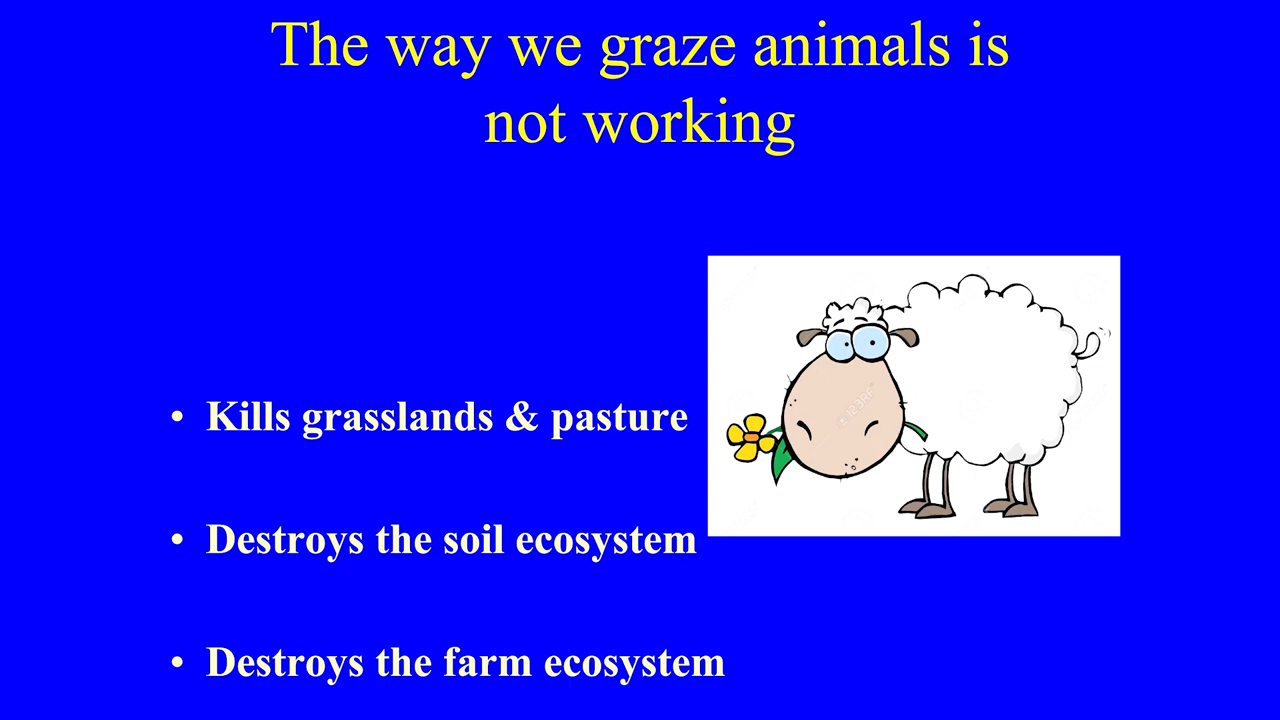 The way we graze animals is
not working
• Kills grasslands & pasture
• Destroys the soil ecosystem
• Destroys the farm ecosystem
123RF